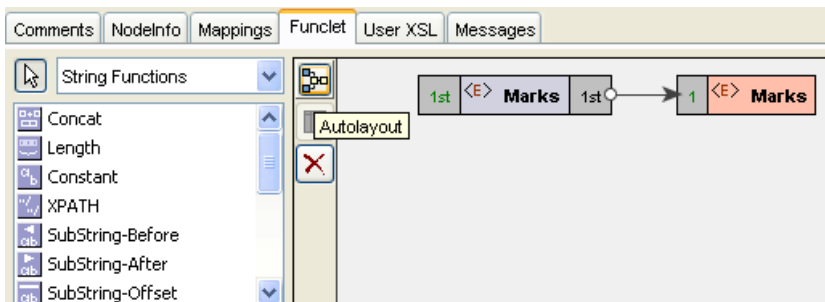 Comments NodeInfo Mappings Funclet User XSL Messages
String Functions
Concat
Length
Constant
XPATH
SubString-Before
SubString-After
SubString-Offset
Autolayout
1st <E> Marks 1st 1 <E> Marks